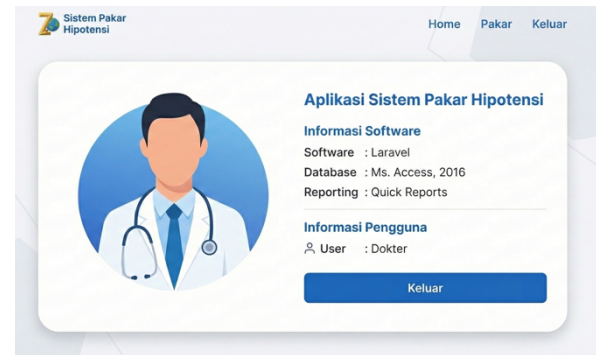 Sistem Pakar
Hipotensi
Home Pakar Keluar
Aplikasi Sistem Pakar Hipotensi
Informasi Software
Software : Laravel
Database : Ms. Access, 2016
Reporting : Quick Reports
Informasi Pengguna
User : Dokter
Keluar